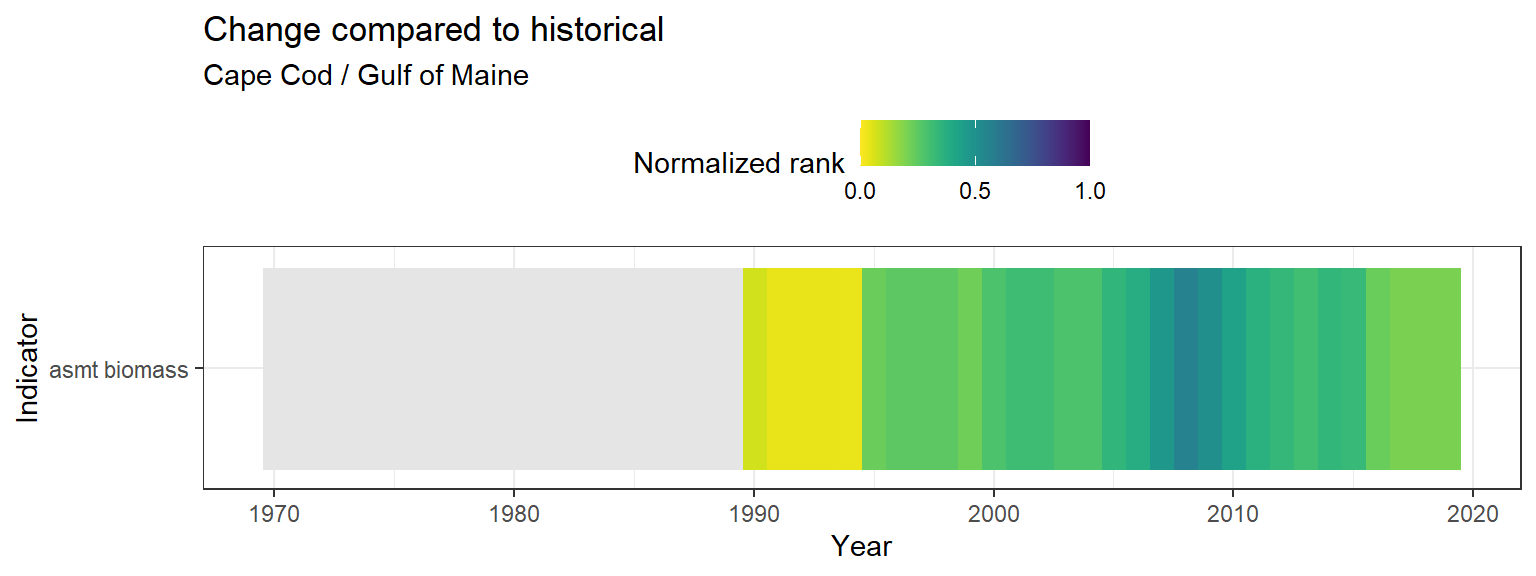 Change compared to historical
Cape Cod / Gulf of Maine
Normalized rank
0.0 0.5 1.0
Indicator
asmt biomass
1970 1980 1990 2000 2010 2020
Year